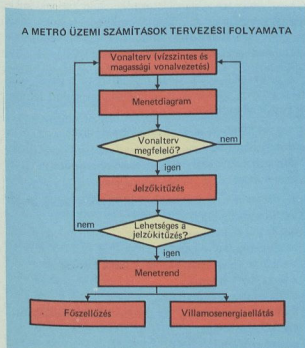 A METRÓ ÜZEMI SZÁMÍTÁSOK TERVEZÉSI FOLYAMATA
Vonalterv (vízszintes és
magassági vonalvezetés)
Menetdiagram
Vonalterv
megfelelő?
nem
igen
Jelzőkitűzés
nem
Lehetséges a
jelzőkitűzés?
igen
Menetrend
Főszellőzés
Villamosenergiaellátás